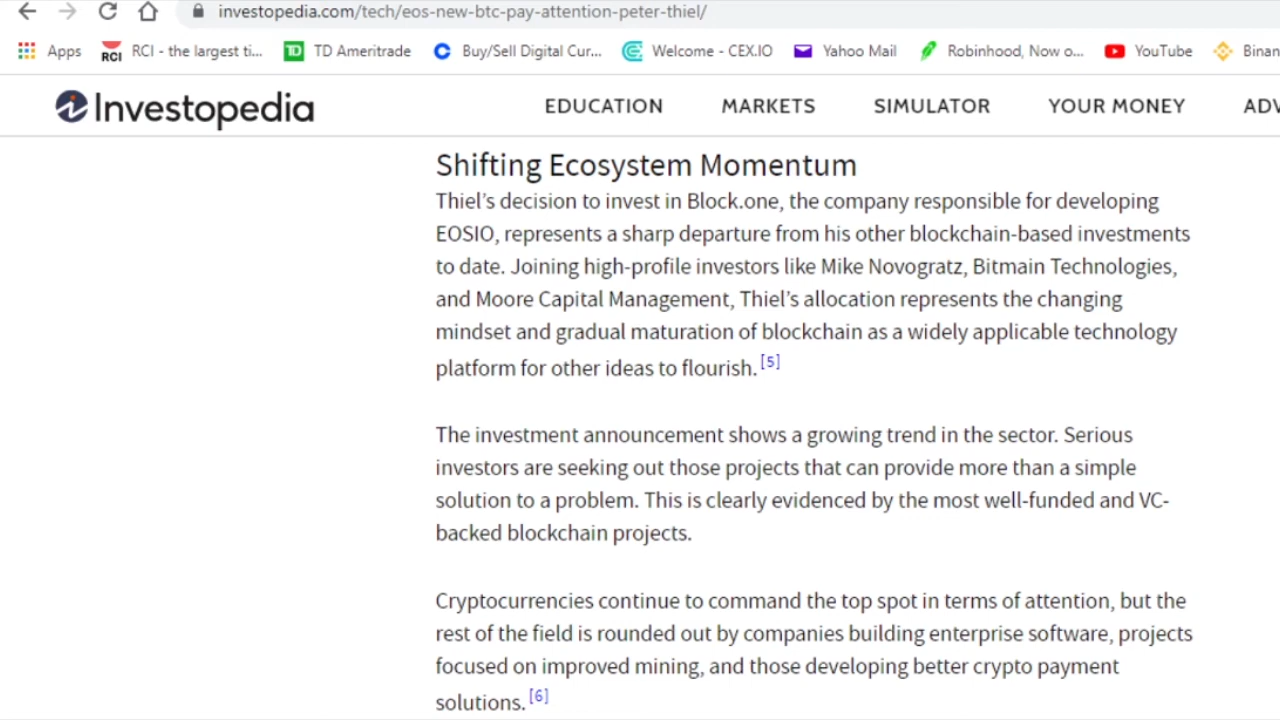 investopedia.com/tech/eos-new-btc-pay-attention-peter-thiel/
Apps RCI RCI - the largest ti... TD TD Ameritrade Buy/Sell Digital Cur... Welcome - CEX.IO Yahoo Mail Robinhood, Now o... YouTube Binan
Investopedia EDUCATION MARKETS SIMULATOR YOUR MONEY ADV
Shifting Ecosystem Momentum
Thiel's decision to invest in Block.one, the company responsible for developing
EOSIO, represents a sharp departure from his other blockchain-based investments
to date. Joining high-profile investors like Mike Novogratz, Bitmain Technologies,
and Moore Capital Management, Thiel's allocation represents the changing
mindset and gradual maturation of blockchain as a widely applicable technology
platform for other ideas to flourish. [5]
The investment announcement shows a growing trend in the sector. Serious
investors are seeking out those projects that can provide more than a simple
solution to a problem. This is clearly evidenced by the most well-funded and VC-
backed blockchain projects.
Cryptocurrencies continue to command the top spot in terms of attention, but the
rest of the field is rounded out by companies building enterprise software, projects
focused on improved mining, and those developing better crypto payment
solutions. [6]